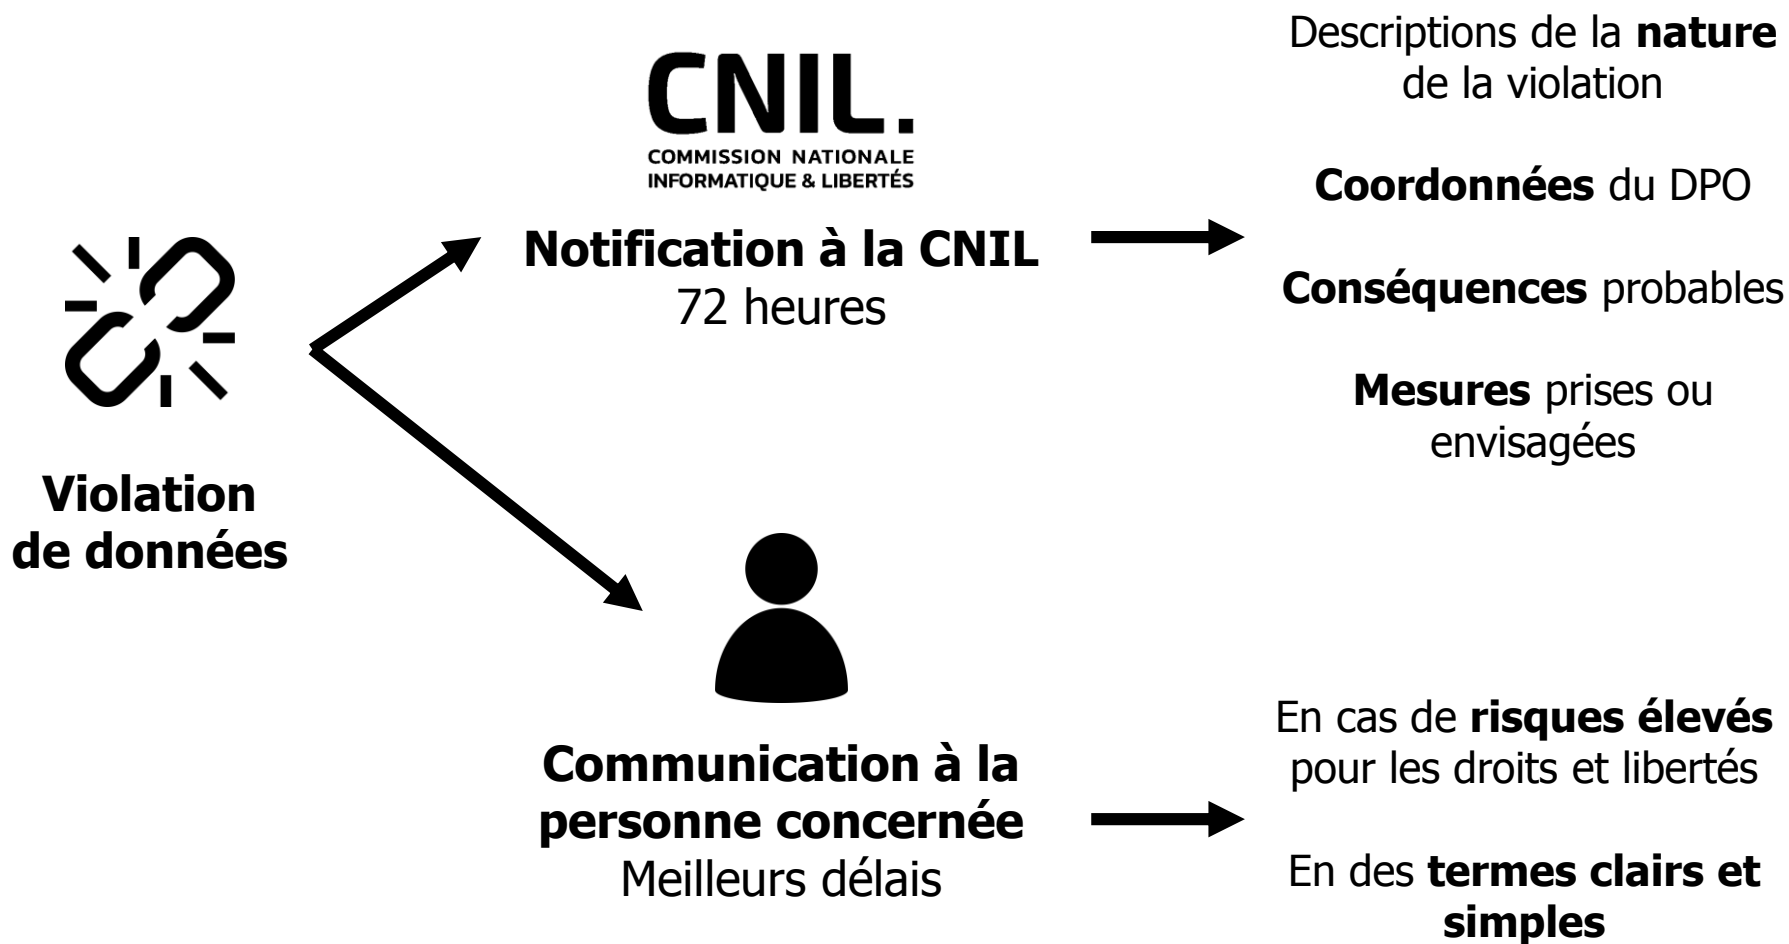 Violation
de données
CNIL.
COMMISSION NATIONALE
INFORMATIQUE & LIBERTÉS
Notification à la CNIL
72 heures
Descriptions de la nature
de la violation
Coordonnées du DPO
Conséquences probables
Mesures prises ou
envisagées
Communication à la
personne concernée
Meilleurs délais
En cas de risques élevés
pour les droits et libertés
En des termes clairs et
simples